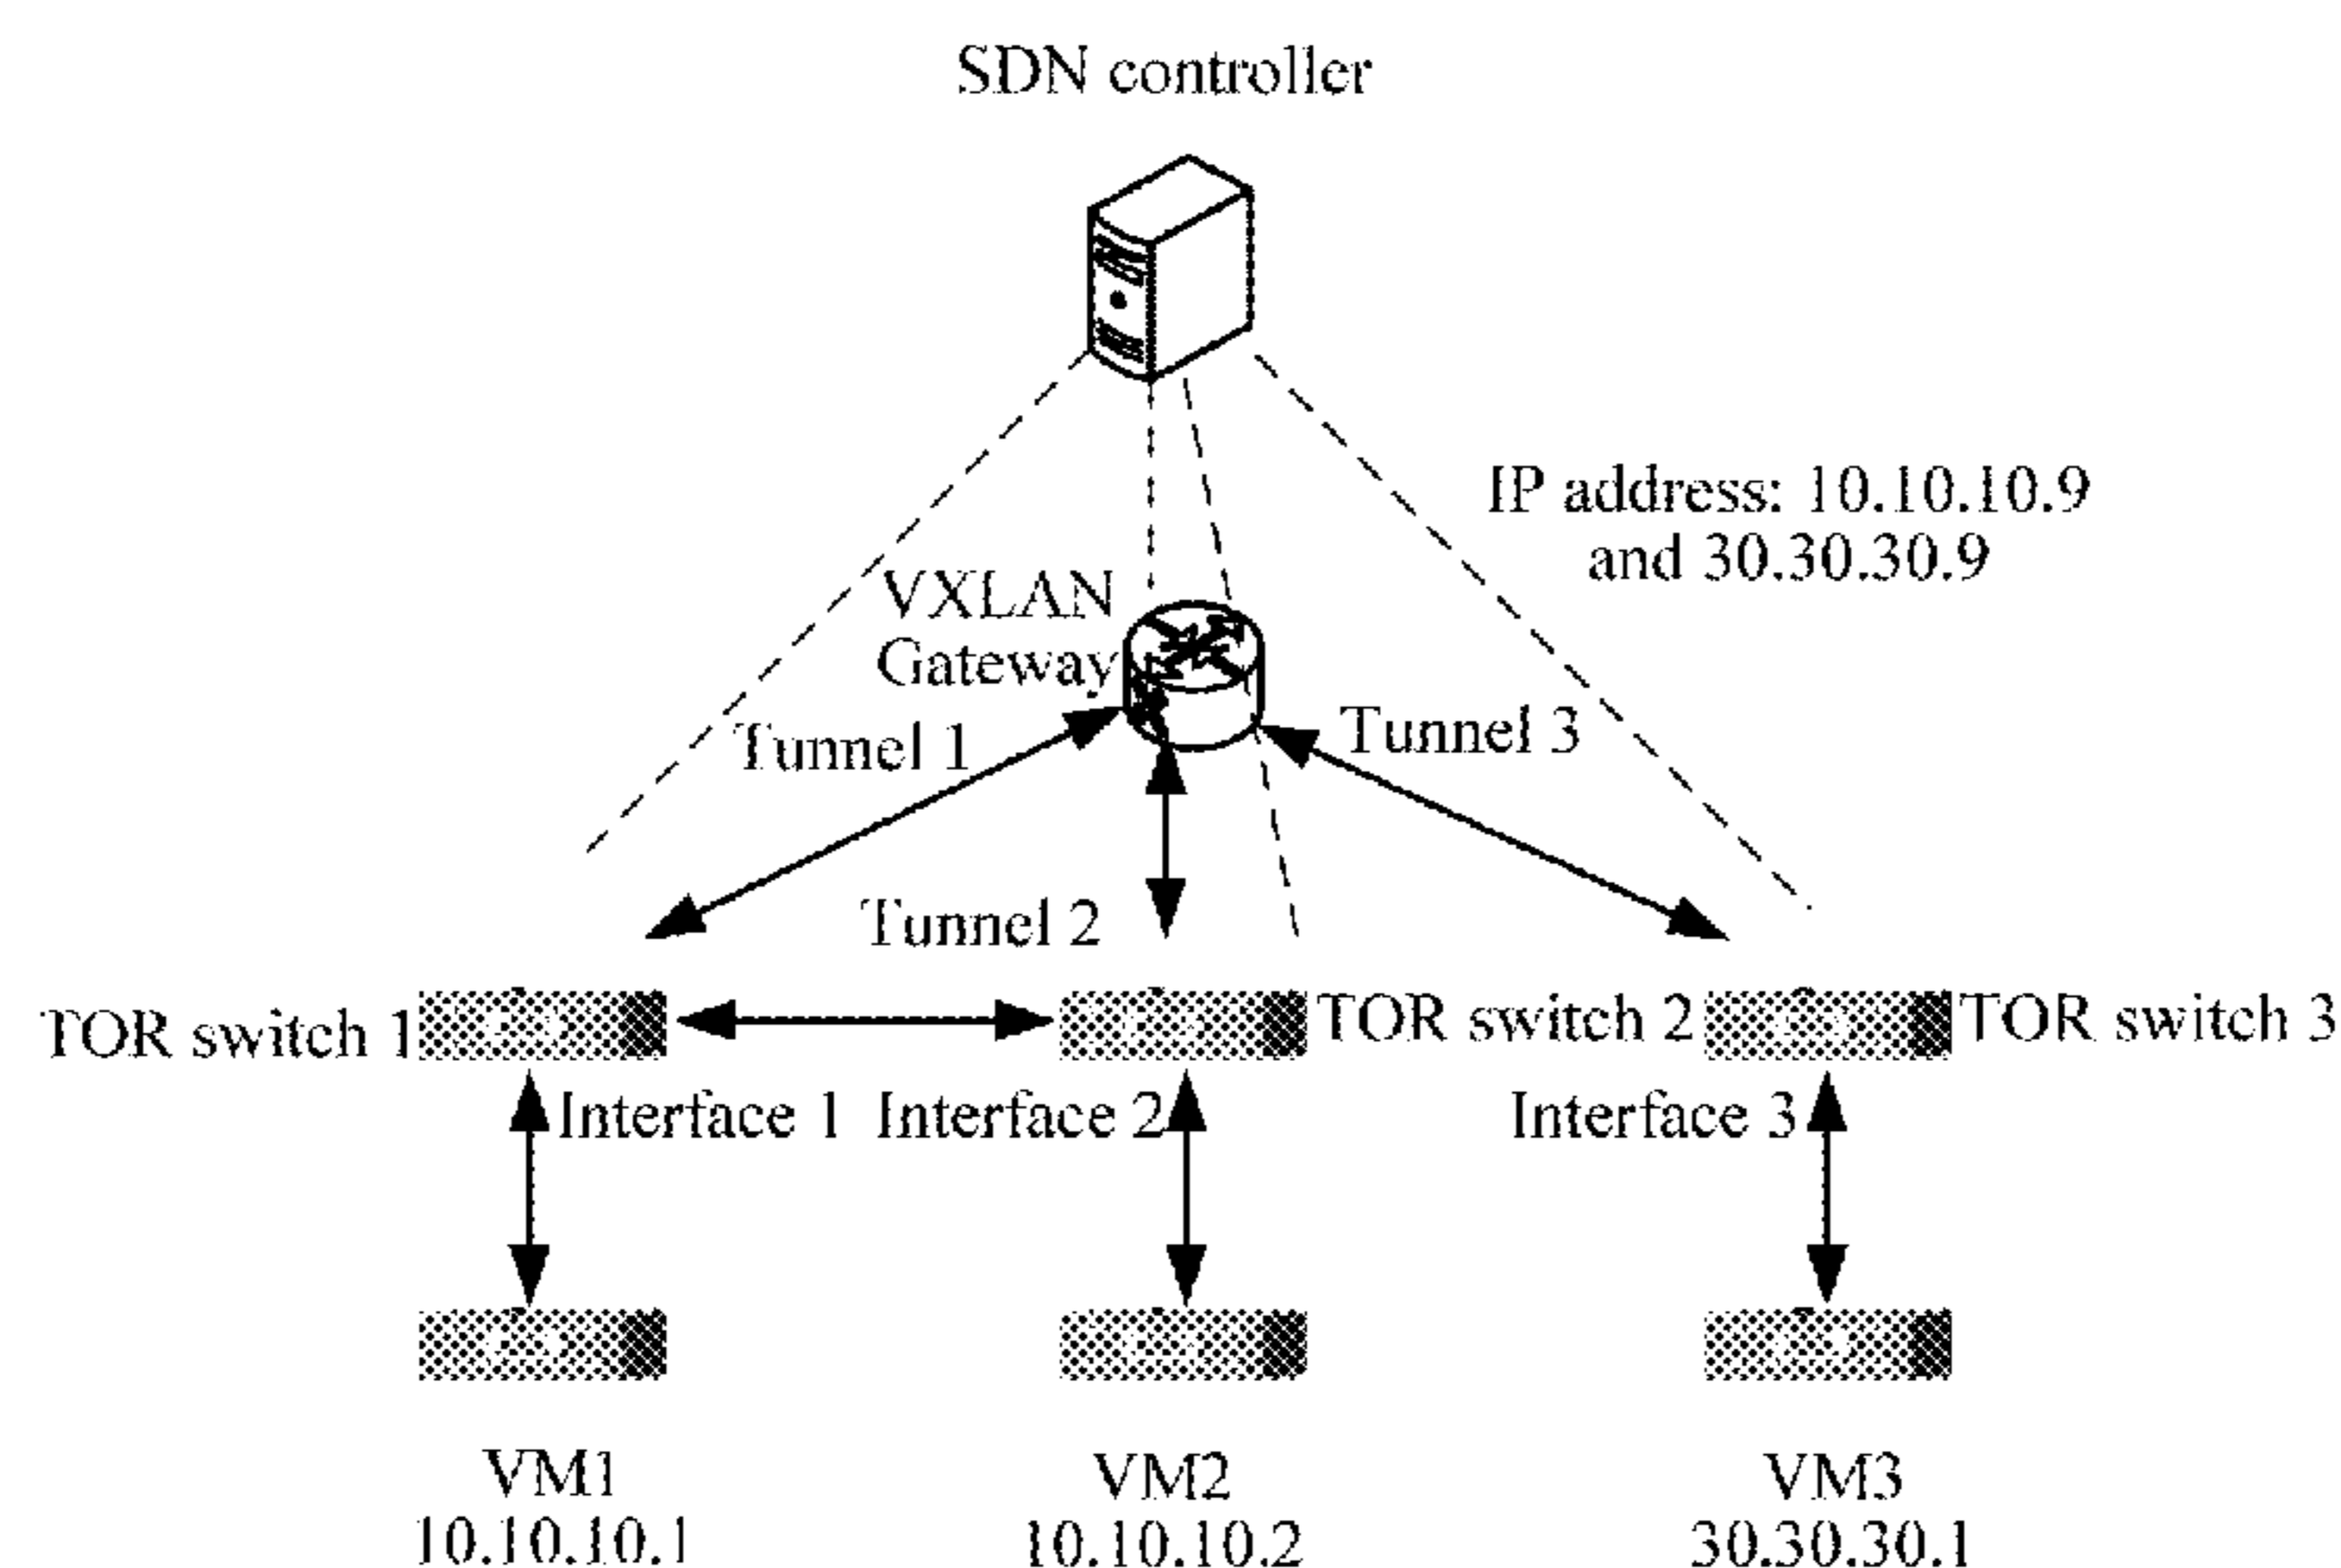 SDN controller
IP address: 10.10.10.9
and 30.30.30.9
VXLAN
Gateway
Tunnel 1
Tunnel 3
Tunnel 2
TOR switch 1
TOR switch 2
TOR switch 3
Interface 1
Interface 2
Interface 3
VM1
10.10.10.1
VM2
10.10.10.2
VM3
30.30.30.1